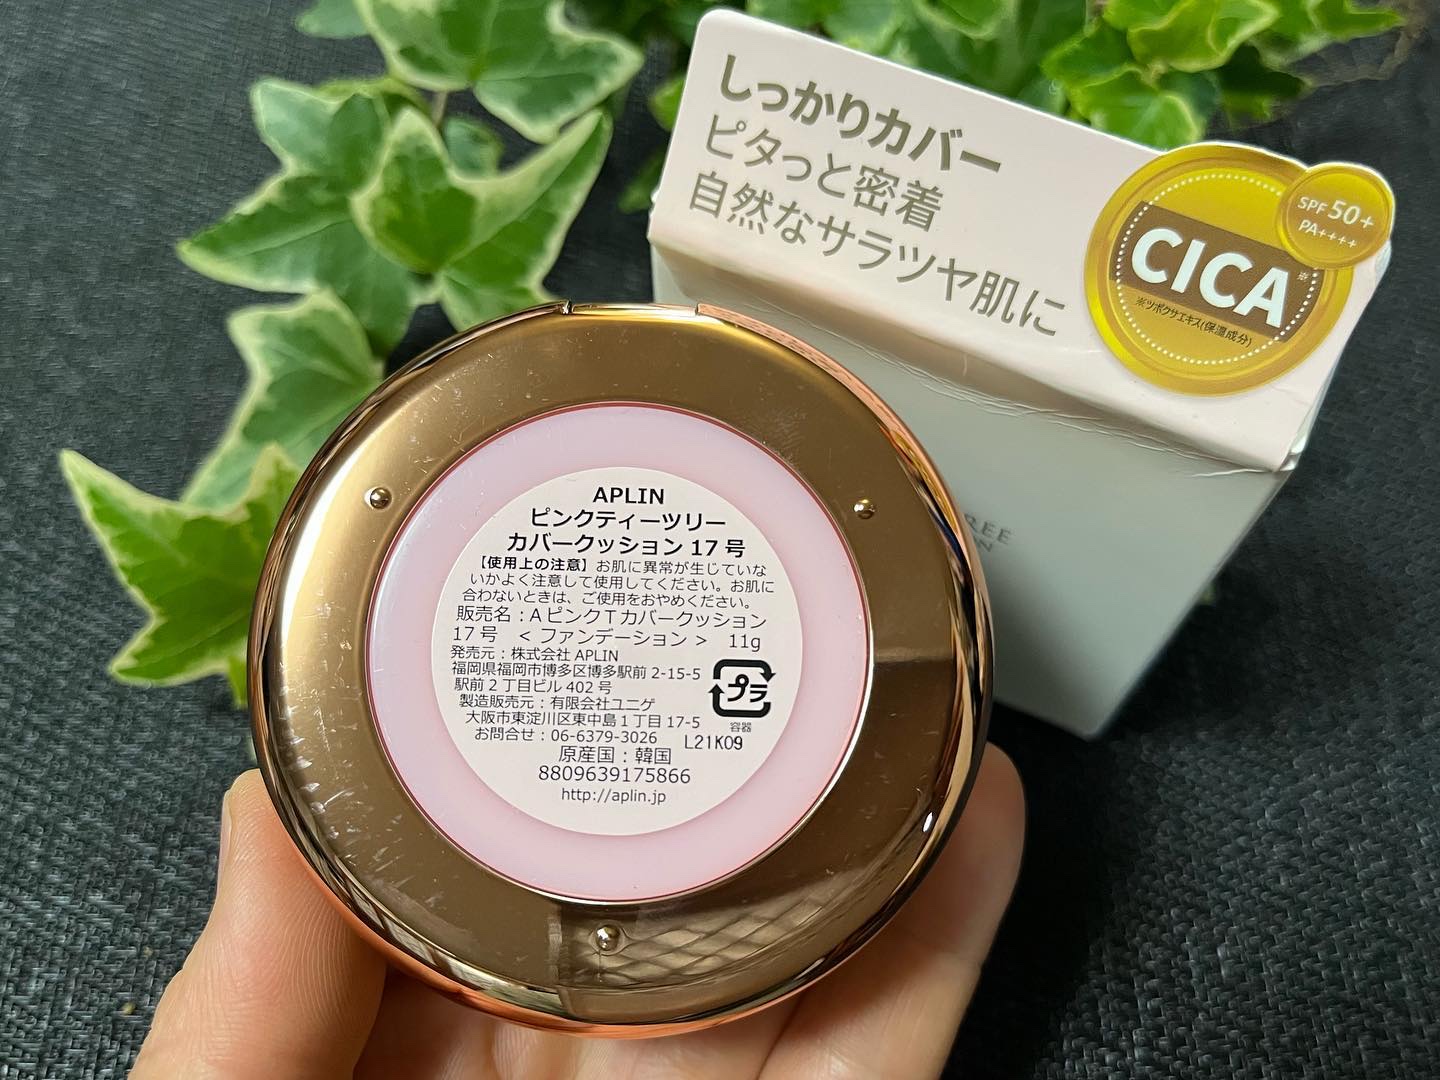 しっかりカバー
ピタっと密着
自然なサラツヤ肌に
SPF 50+
PA++++
CICA※
※ツボクサエキス(保湿成分)
APLIN
ピンクティーツリー
カバークッション 17 号
【使用上の注意】お肌に異常が生じていな
いかよく注意して使用してください。お肌に
合わないときは、ご使用をおやめください。
販売名：A ピンク T カバークッション
17 号 ＜ ファンデーション ＞ 11g
発売元：株式会社 APLIN
福岡県福岡市博多区博多駅前 2-15-5
駅前 2 丁目ビル 402 号
製造販売元：有限会社ユニゲ
大阪市東淀川区東中島 1 丁目 17-5
お問合せ：06-6379-3026
プラ
容器
L21K09
原産国：韓国
8809639175866
http://aplin.jp